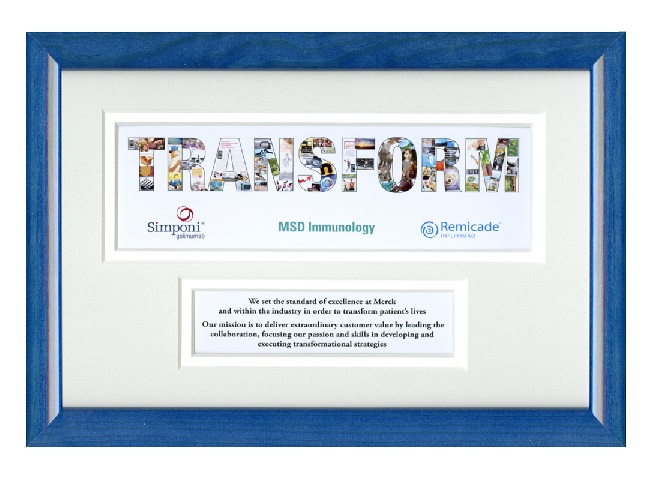 TRANSFORM
Simponi™
golimumab
MSD Immunology
Remicade®
INFLIXIMAB
We set the standard of excellence at Merck
and within the industry in order to transform patient's lives
Our mission is to deliver extraordinary customer value by leading the
collaboration, focusing our passion and skills in developing and
executing transformational strategies